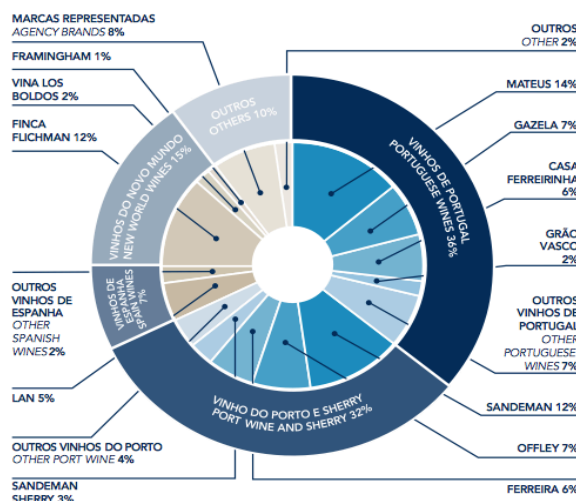 MARCAS REPRESENTADAS
AGENCY BRANDS 8%
FRAMINGHAM 1%
VINA LOS
BOLDOS 2%
FINCA
FLICHMAN 12%
OUTROS
VINHOS DE
ESPANHA
OTHER
SPANISH
WINES 2%
LAN 5%
OUTROS VINHOS DO PORTO
OTHER PORT WINE 4%
SANDEMAN
SHERRY 3%
OUTROS
OTHER 2%
MATEUS 14%
GAZELA 7%
CASA
FERREIRINHA
6%
GRÃO
VASCO
2%
OUTROS
VINHOS DE
PORTUGAL
OTHER
PORTUGUESE
WINES 7%
SANDEMAN 12%
OFFLEY 7%
FERREIRA 6%
OUTROS
OTHERS 10%
VINHOS DE PORTUGAL
PORTUGUESE WINES 36%
VINHO DO PORTO E SHERRY
PORT WINE AND SHERRY 32%
VINHOS DE
ESPANHA
SPAIN WINES
SPAIN 7%
VINHOS DO NOVO MUNDO
NEW WORLD WINES 15%